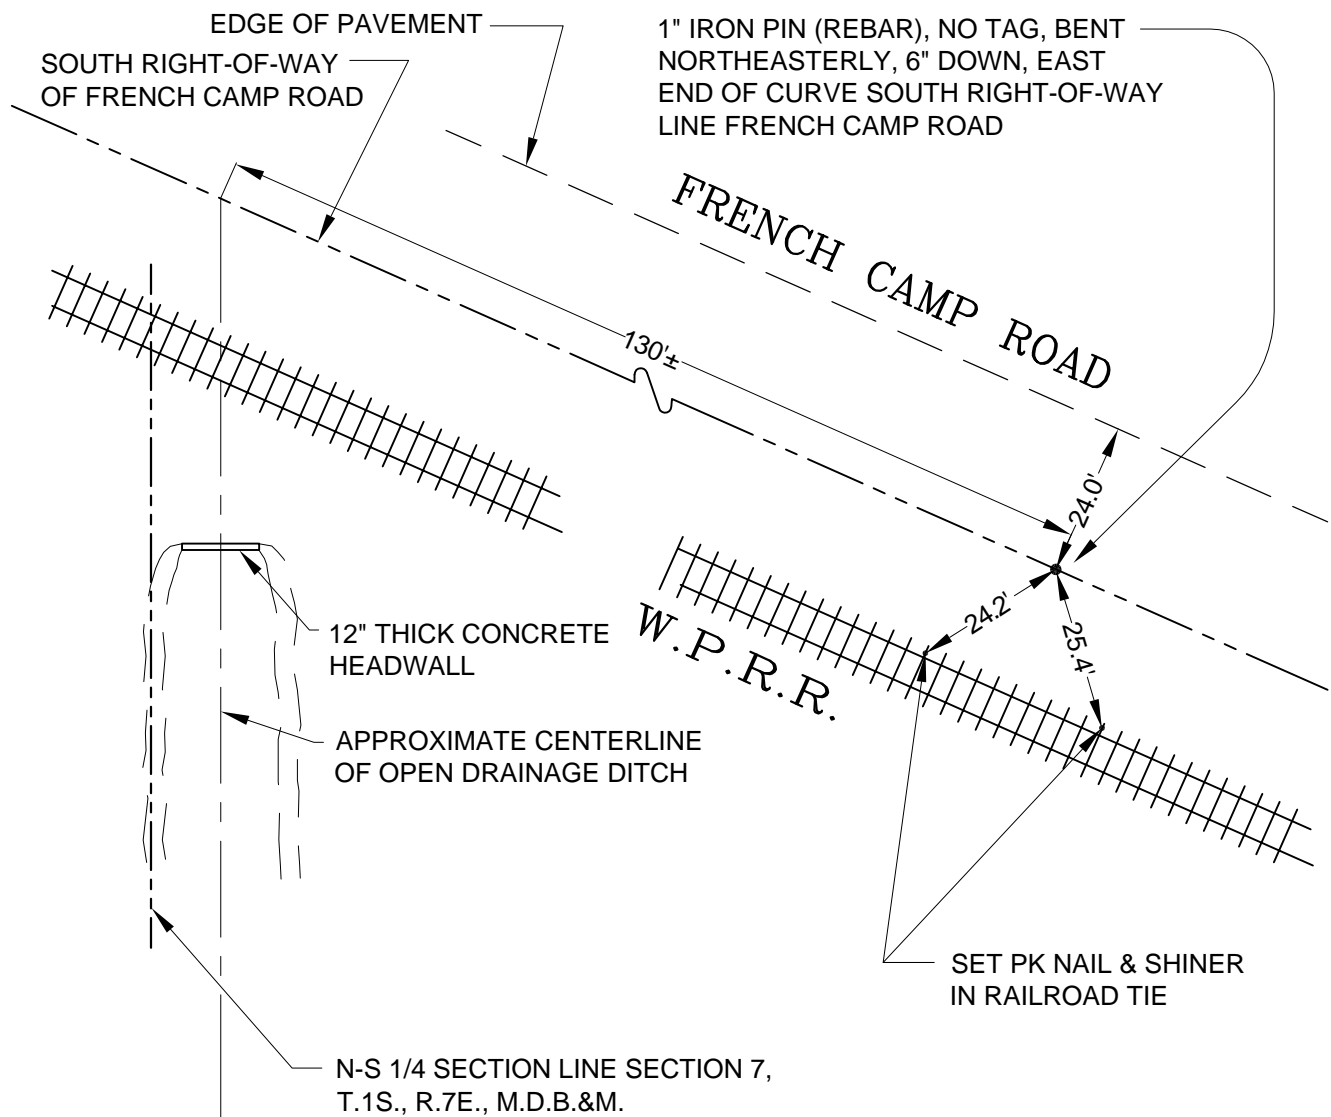 EDGE OF PAVEMENT
SOUTH RIGHT-OF-WAY
OF FRENCH CAMP ROAD
1" IRON PIN (REBAR), NO TAG, BENT
NORTHEASTERLY, 6" DOWN, EAST
END OF CURVE SOUTH RIGHT-OF-WAY
LINE FRENCH CAMP ROAD
FRENCH CAMP ROAD
130'±
24.0'
24.2'
25.4'
W.P.R.R.
12" THICK CONCRETE
HEADWALL
APPROXIMATE CENTERLINE
OF OPEN DRAINAGE DITCH
SET PK NAIL & SHINER
IN RAILROAD TIE
N-S 1/4 SECTION LINE SECTION 7,
T.1S., R.7E., M.D.B.&M.